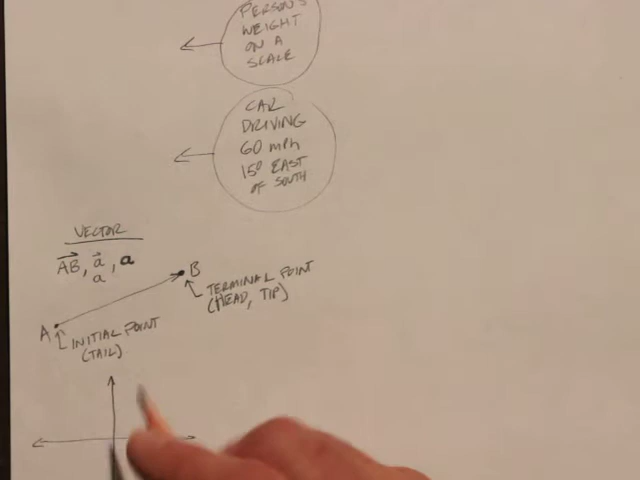 PERSON'S
WEIGHT
ON A
SCALE
CAR
DRIVING
60 mph
15° EAST
OF SOUTH
VECTOR
AB, a, a
a
B
TERMINAL POINT
(HEAD, TIP)
A
INITIAL POINT
(TAIL)